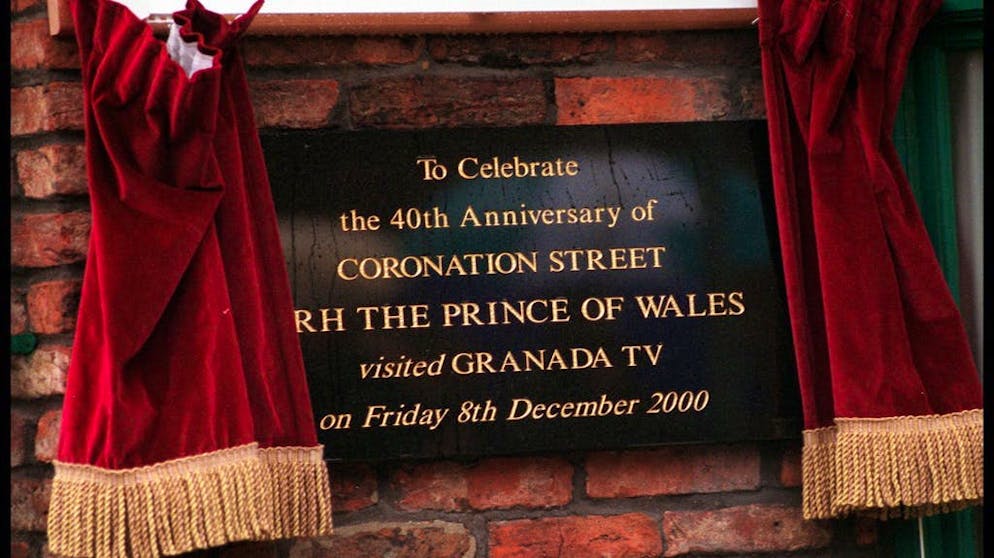 To Celebrate
the 40th Anniversary of
CORONATION STREET
RH THE PRINCE OF WALES
visited GRANADA TV
on Friday 8th December 2000